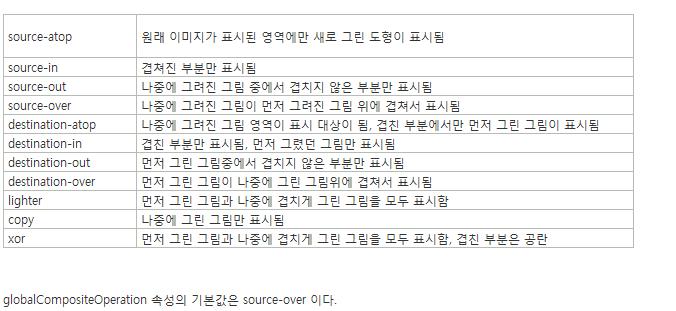 source-atop 원래 이미지가 표시된 영역에만 새로 그린 도형이 표시됨
source-in 겹쳐진 부분만 표시됨
source-out 나중에 그려진 그림 중에서 겹치지 않은 부분만 표시됨
source-over 나중에 그려진 그림이 먼저 그려진 그림 위에 겹쳐서 표시됨
destination-atop 나중에 그려진 그림 영역이 표시 대상이 됨, 겹친 부분에서만 먼저 그린 그림이 표시됨
destination-in 겹친 부분만 표시됨, 먼저 그렸던 그림만 표시됨
destination-out 먼저 그린 그림중에서 겹치지 않은 부분만 표시됨
destination-over 먼저 그린 그림이 나중에 그린 그림위에 겹쳐서 표시됨
lighter 먼저 그린 그림과 나중에 겹치게 그린 그림을 모두 표시함
copy 나중에 그린 그림만 표시됨
xor 먼저 그린 그림과 나중에 겹치게 그린 그림을 모두 표시함, 겹친 부분은 공란
globalCompositeOperation 속성의 기본값은 source-over 이다.